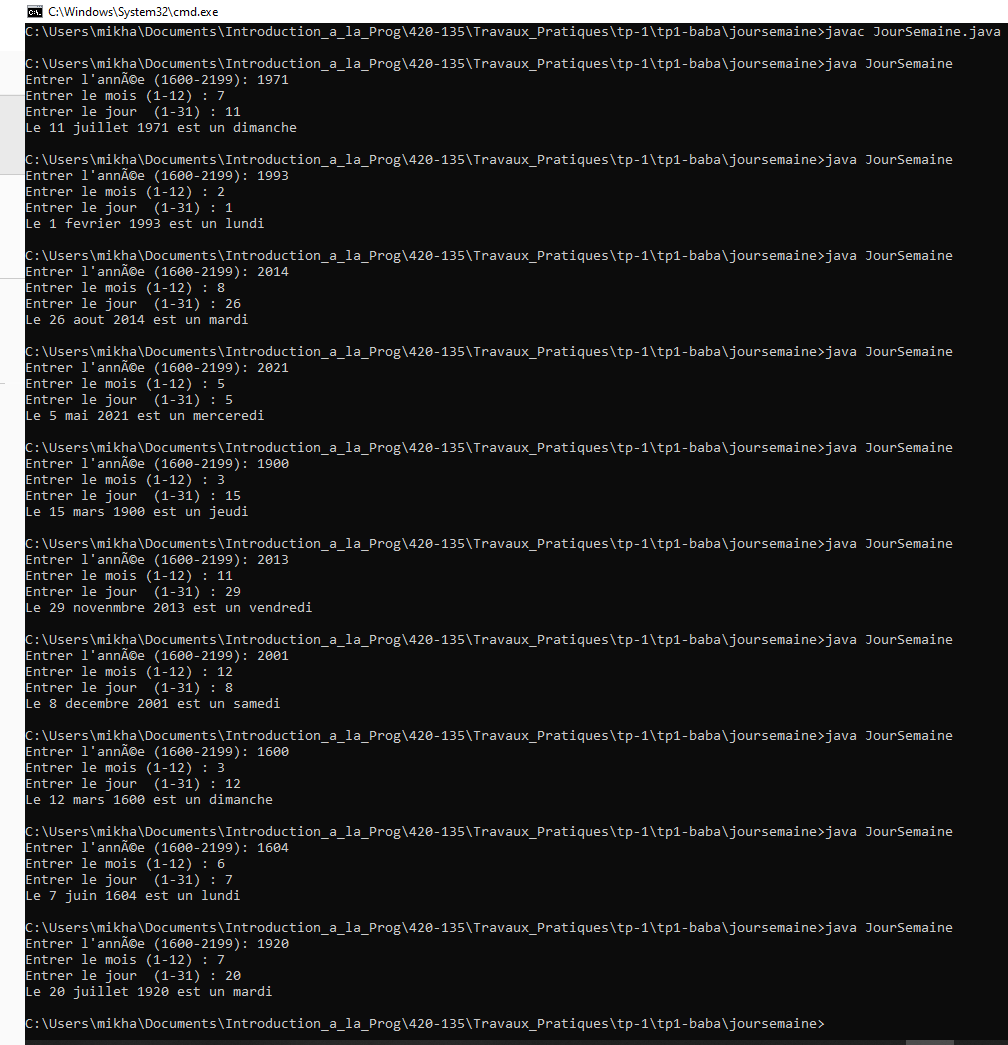 C:\Windows\System32\cmd.exe
C:\Users\mikha\Documents\Introduction_a_la_Prog\420-135\Travaux_Pratiques\tp-1\tp1-baba\joursemaine>javac JourSemaine.java
C:\Users\mikha\Documents\Introduction_a_la_Prog\420-135\Travaux_Pratiques\tp-1\tp1-baba\joursemaine>java JourSemaine
Entrer l'annÃ©e (1600-2199): 1971
Entrer le mois (1-12) : 7
Entrer le jour  (1-31) : 11
Le 11 juillet 1971 est un dimanche
C:\Users\mikha\Documents\Introduction_a_la_Prog\420-135\Travaux_Pratiques\tp-1\tp1-baba\joursemaine>java JourSemaine
Entrer l'annÃ©e (1600-2199): 1993
Entrer le mois (1-12) : 2
Entrer le jour  (1-31) : 1
Le 1 fevrier 1993 est un lundi
C:\Users\mikha\Documents\Introduction_a_la_Prog\420-135\Travaux_Pratiques\tp-1\tp1-baba\joursemaine>java JourSemaine
Entrer l'annÃ©e (1600-2199): 2014
Entrer le mois (1-12) : 8
Entrer le jour  (1-31) : 26
Le 26 aout 2014 est un mardi
C:\Users\mikha\Documents\Introduction_a_la_Prog\420-135\Travaux_Pratiques\tp-1\tp1-baba\joursemaine>java JourSemaine
Entrer l'annÃ©e (1600-2199): 2021
Entrer le mois (1-12) : 5
Entrer le jour  (1-31) : 5
Le 5 mai 2021 est un merceredi
C:\Users\mikha\Documents\Introduction_a_la_Prog\420-135\Travaux_Pratiques\tp-1\tp1-baba\joursemaine>java JourSemaine
Entrer l'annÃ©e (1600-2199): 1900
Entrer le mois (1-12) : 3
Entrer le jour  (1-31) : 15
Le 15 mars 1900 est un jeudi
C:\Users\mikha\Documents\Introduction_a_la_Prog\420-135\Travaux_Pratiques\tp-1\tp1-baba\joursemaine>java JourSemaine
Entrer l'annÃ©e (1600-2199): 2013
Entrer le mois (1-12) : 11
Entrer le jour  (1-31) : 29
Le 29 novenmbre 2013 est un vendredi
C:\Users\mikha\Documents\Introduction_a_la_Prog\420-135\Travaux_Pratiques\tp-1\tp1-baba\joursemaine>java JourSemaine
Entrer l'annÃ©e (1600-2199): 2001
Entrer le mois (1-12) : 12
Entrer le jour  (1-31) : 8
Le 8 decembre 2001 est un samedi
C:\Users\mikha\Documents\Introduction_a_la_Prog\420-135\Travaux_Pratiques\tp-1\tp1-baba\joursemaine>java JourSemaine
Entrer l'annÃ©e (1600-2199): 1600
Entrer le mois (1-12) : 3
Entrer le jour  (1-31) : 12
Le 12 mars 1600 est un dimanche
C:\Users\mikha\Documents\Introduction_a_la_Prog\420-135\Travaux_Pratiques\tp-1\tp1-baba\joursemaine>java JourSemaine
Entrer l'annÃ©e (1600-2199): 1604
Entrer le mois (1-12) : 6
Entrer le jour  (1-31) : 7
Le 7 juin 1604 est un lundi
C:\Users\mikha\Documents\Introduction_a_la_Prog\420-135\Travaux_Pratiques\tp-1\tp1-baba\joursemaine>java JourSemaine
Entrer l'annÃ©e (1600-2199): 1920
Entrer le mois (1-12) : 7
Entrer le jour  (1-31) : 20
Le 20 juillet 1920 est un mardi
C:\Users\mikha\Documents\Introduction_a_la_Prog\420-135\Travaux_Pratiques\tp-1\tp1-baba\joursemaine>